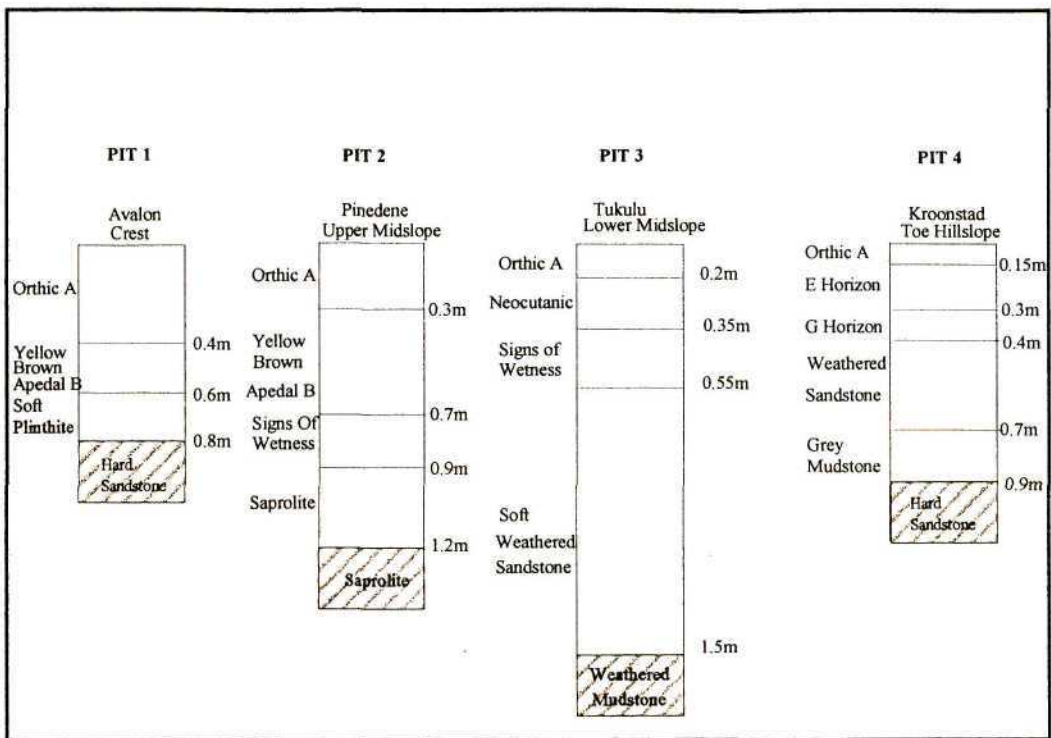 PIT 1
Avalon
Crest
Orthic A
0.4m
Yellow
Brown
Apedal B
0.6m
Soft
Plinthite
0.8m
Hard
Sandstone
PIT 2
Pinedene
Upper Midslope
Orthic A
0.3m
Yellow
Brown
Apedal B
0.7m
Signs Of
Wetness
0.9m
Saprolite
1.2m
Saprolite
PIT 3
Tukulu
Lower Midslope
Orthic A
0.2m
Neocutanic
0.35m
Signs of
Wetness
0.55m
Soft
Weathered
Sandstone
1.5m
Weathered
Mudstone
PIT 4
Kroonstad
Toe Hillslope
Orthic A
0.15m
E Horizon
0.3m
G Horizon
0.4m
Weathered
Sandstone
0.7m
Grey
Mudstone
0.9m
Hard
Sandstone